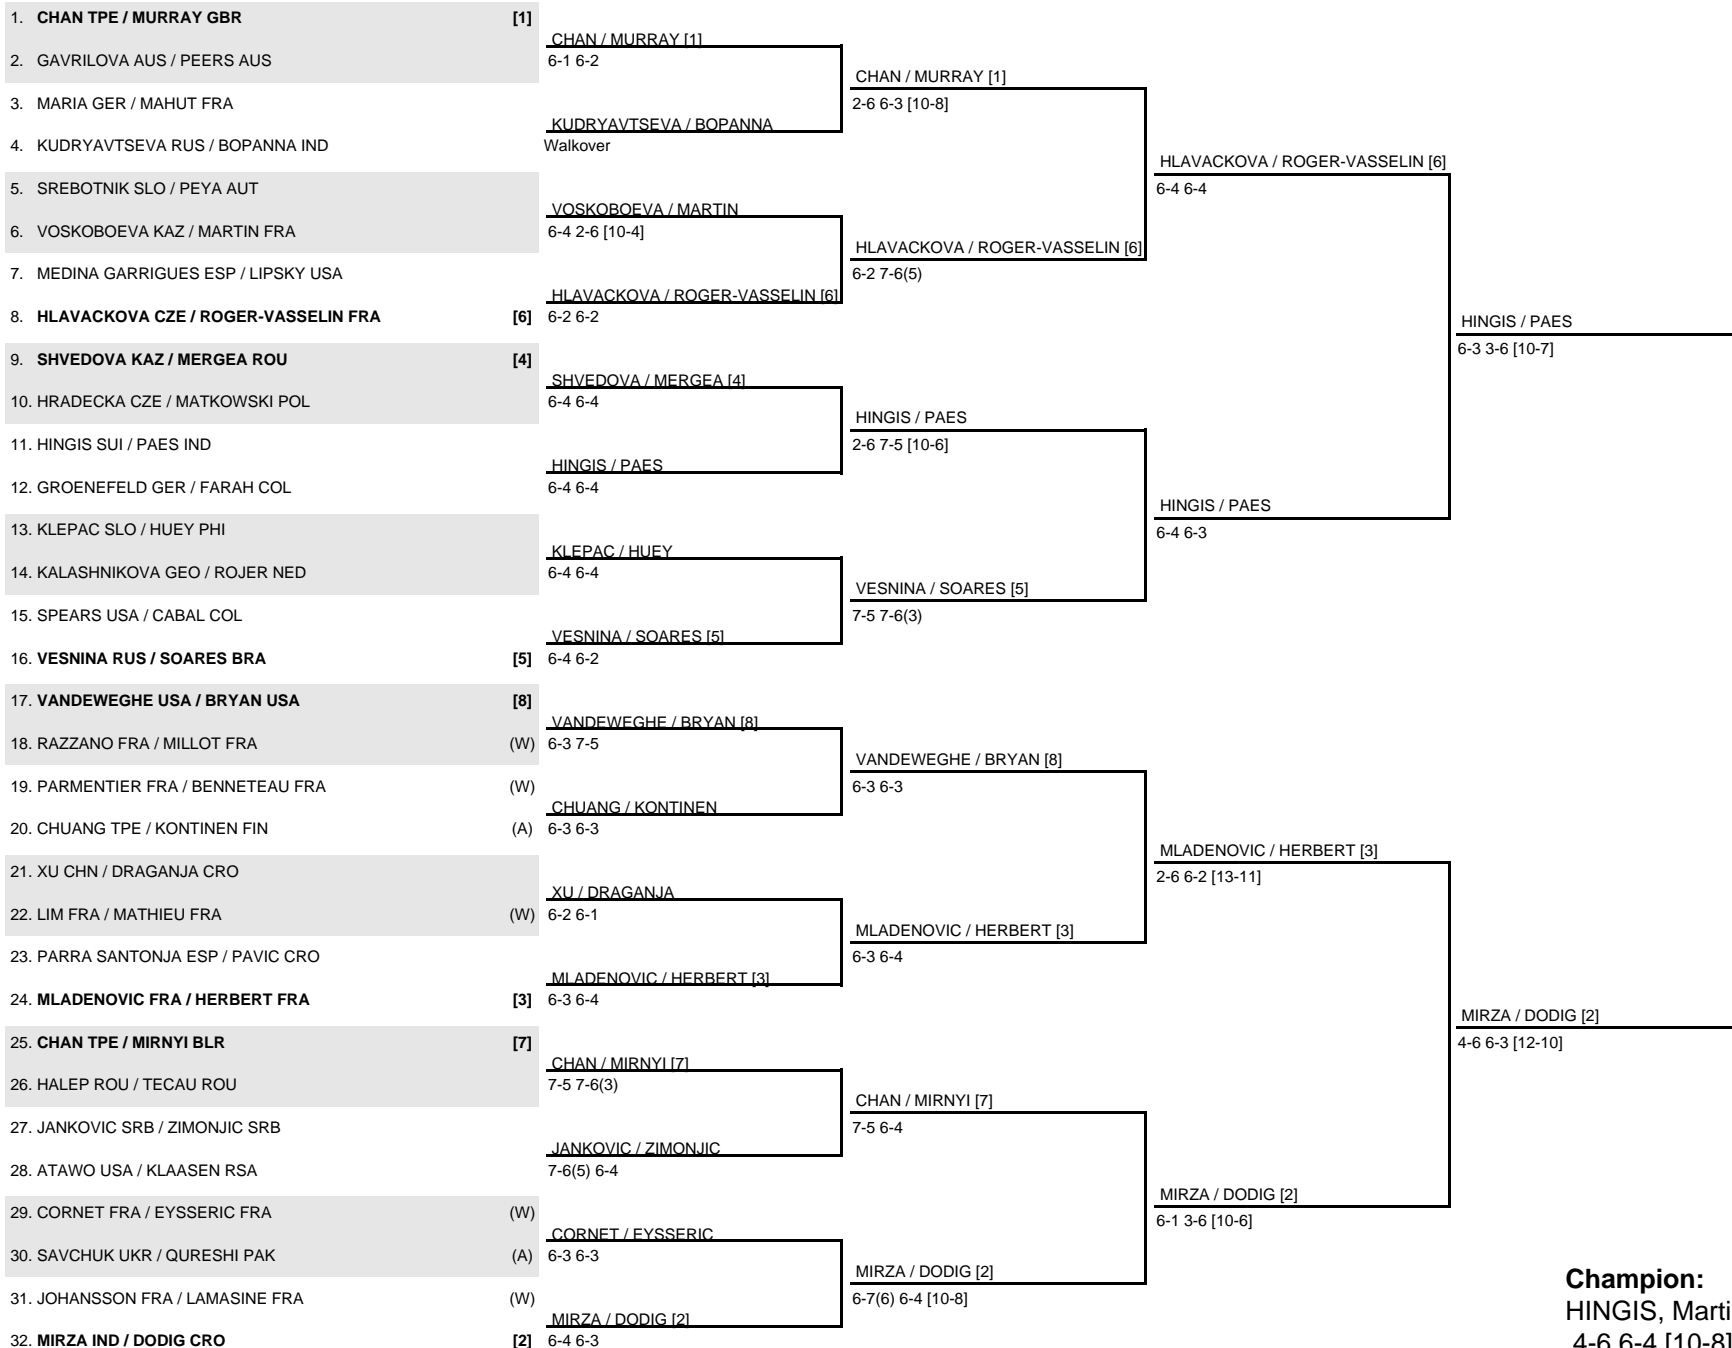 1. CHAN TPE / MURRAY GBR [1]
2. GAVRILOVA AUS / PEERS AUS
3. MARIA GER / MAHUT FRA
4. KUDRYAVTSEVA RUS / BOPANNA IND
5. SREBOTNIK SLO / PEYA AUT
6. VOSKOBOEVA KAZ / MARTIN FRA
7. MEDINA GARRIGUES ESP / LIPSKY USA
8. HLAVACKOVA CZE / ROGER-VASSELIN FRA [6]
9. SHVEDOVA KAZ / MERGEA ROU [4]
10. HRADECKA CZE / MATKOWSKI POL
11. HINGIS SUI / PAES IND
12. GROENEFELD GER / FARAH COL
13. KLEPAC SLO / HUEY PHI
14. KALASHNIKOVA GEO / ROJER NED
15. SPEARS USA / CABAL COL
16. VESNINA RUS / SOARES BRA [5]
17. VANDEWEGHE USA / BRYAN USA [8]
18. RAZZANO FRA / MILLOT FRA (W)
19. PARMENTIER FRA / BENNETEAU FRA (W)
20. CHUANG TPE / KONTINEN FIN (A)
21. XU CHN / DRAGANJA CRO
22. LIM FRA / MATHIEU FRA (W)
23. PARRA SANTONJA ESP / PAVIC CRO
24. MLADENOVIC FRA / HERBERT FRA [3]
25. CHAN TPE / MIRNYI BLR [7]
26. HALEP ROU / TECAU ROU
27. JANKOVIC SRB / ZIMONJIC SRB
28. ATAWO USA / KLAASEN RSA
29. CORNET FRA / EYSSERIC FRA (W)
30. SAVCHUK UKR / QURESHI PAK (A)
31. JOHANSSON FRA / LAMASINE FRA (W)
32. MIRZA IND / DODIG CRO [2]
CHAN / MURRAY [1]
6-1 6-2
KUDRYAVTSEVA / BOPANNA
Walkover
VOSKOBOEVA / MARTIN
6-4 2-6 [10-4]
HLAVACKOVA / ROGER-VASSELIN [6]
6-2 6-2
SHVEDOVA / MERGEA [4]
6-4 6-4
HINGIS / PAES
6-4 6-4
KLEPAC / HUEY
6-4 6-4
VESNINA / SOARES [5]
6-4 6-2
VANDEWEGHE / BRYAN [8]
6-3 7-5
CHUANG / KONTINEN
6-3 6-3
XU / DRAGANJA
6-2 6-1
MLADENOVIC / HERBERT [3]
6-3 6-4
CHAN / MIRNYI [7]
7-5 7-6(3)
JANKOVIC / ZIMONJIC
7-6(5) 6-4
CORNET / EYSSERIC
6-3 6-3
MIRZA / DODIG [2]
6-4 6-3
CHAN / MURRAY [1]
2-6 6-3 [10-8]
HLAVACKOVA / ROGER-VASSELIN [6]
6-2 7-6(5)
HINGIS / PAES
2-6 7-5 [10-6]
VESNINA / SOARES [5]
7-5 7-6(3)
VANDEWEGHE / BRYAN [8]
6-3 6-3
MLADENOVIC / HERBERT [3]
6-3 6-4
CHAN / MIRNYI [7]
7-5 6-4
MIRZA / DODIG [2]
6-7(6) 6-4 [10-8]
HLAVACKOVA / ROGER-VASSELIN [6]
6-4 6-4
HINGIS / PAES
6-4 6-3
MLADENOVIC / HERBERT [3]
2-6 6-2 [13-11]
MIRZA / DODIG [2]
6-1 3-6 [10-6]
HINGIS / PAES
6-3 3-6 [10-7]
MIRZA / DODIG [2]
4-6 6-3 [12-10]
Champion:
HINGIS, Marti
4-6 6-4 [10-8]